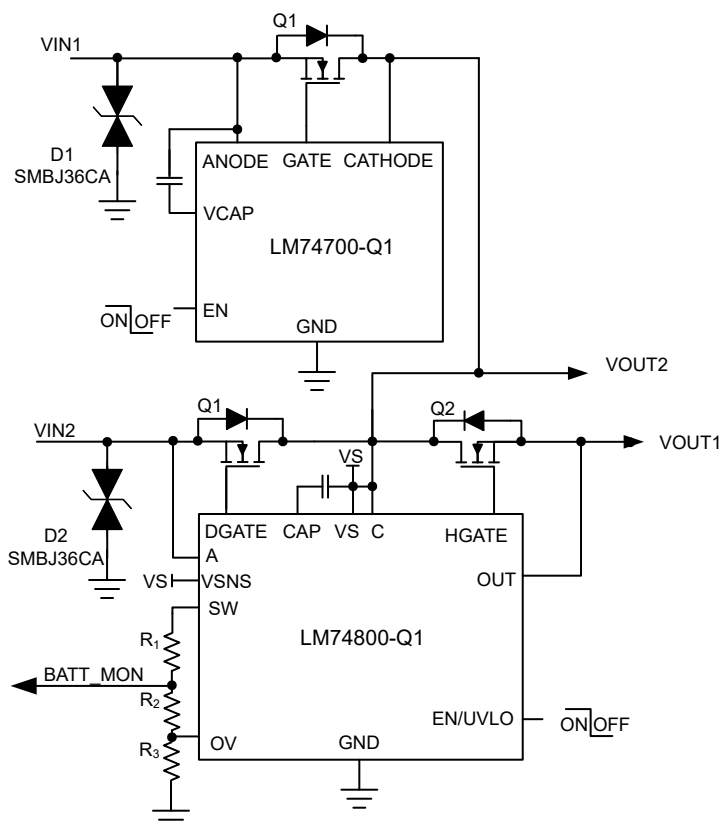 Q1
VIN1
D1
SMBJ36CA
ANODE GATE CATHODE
VCAP
LM74700-Q1
EN
ON OFF
GND
VOUT2
Q1
Q2
VIN2
VOUT1
VS
D2
SMBJ36CA
DGATE CAP VS C HGATE
A
OUT
VS VSNS
SW
LM74800-Q1
R1
BATT_MON
R2
EN/UVLO
ON OFF
R3
OV
GND